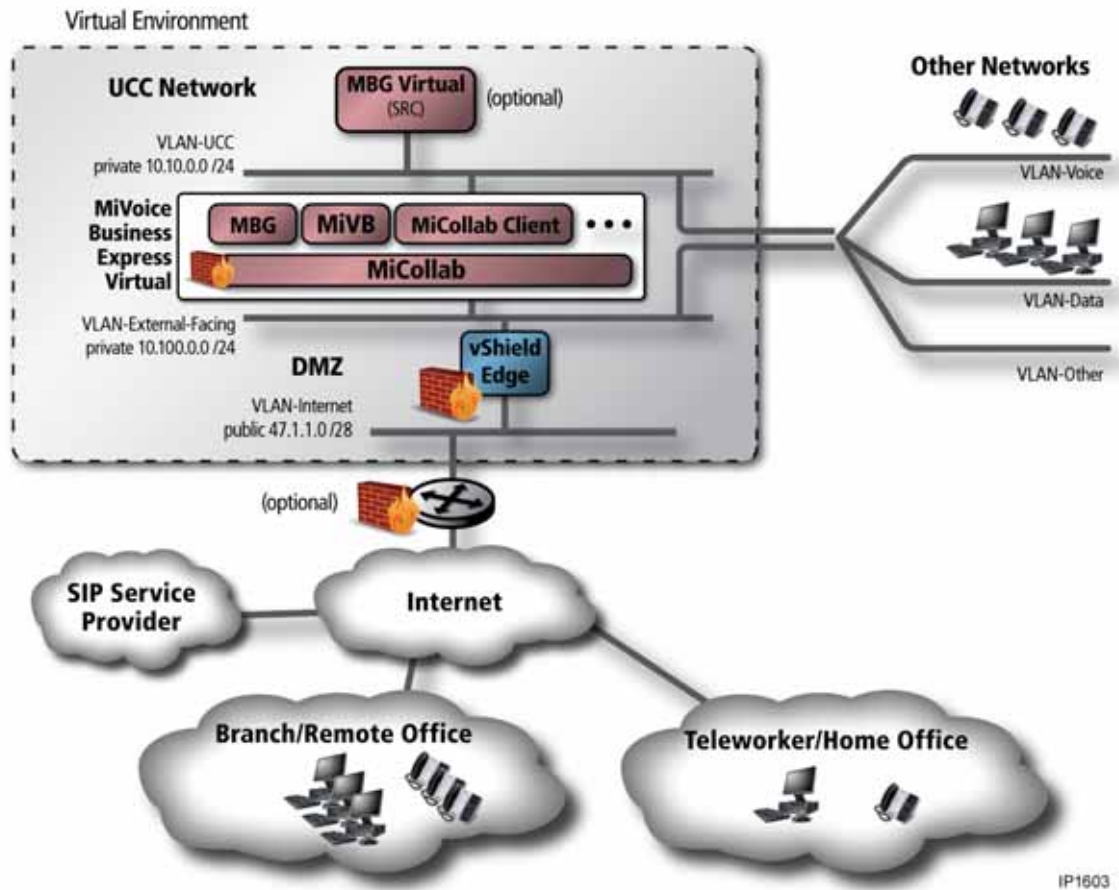 Virtual Environment
UCC Network
MBG Virtual
(SRC)
(optional)
VLAN-UCC
private 10.10.0.0 /24
MiVoice
Business
Express
Virtual
MBG
MiVB
MiCollab Client
• • •
MiCollab
VLAN-External-Facing
private 10.100.0.0 /24
DMZ
vShield
Edge
VLAN-Internet
public 47.1.1.0 /28
Other Networks
VLAN-Voice
VLAN-Data
VLAN-Other
(optional)
SIP Service
Provider
Internet
Branch/Remote Office
Teleworker/Home Office
IP1603